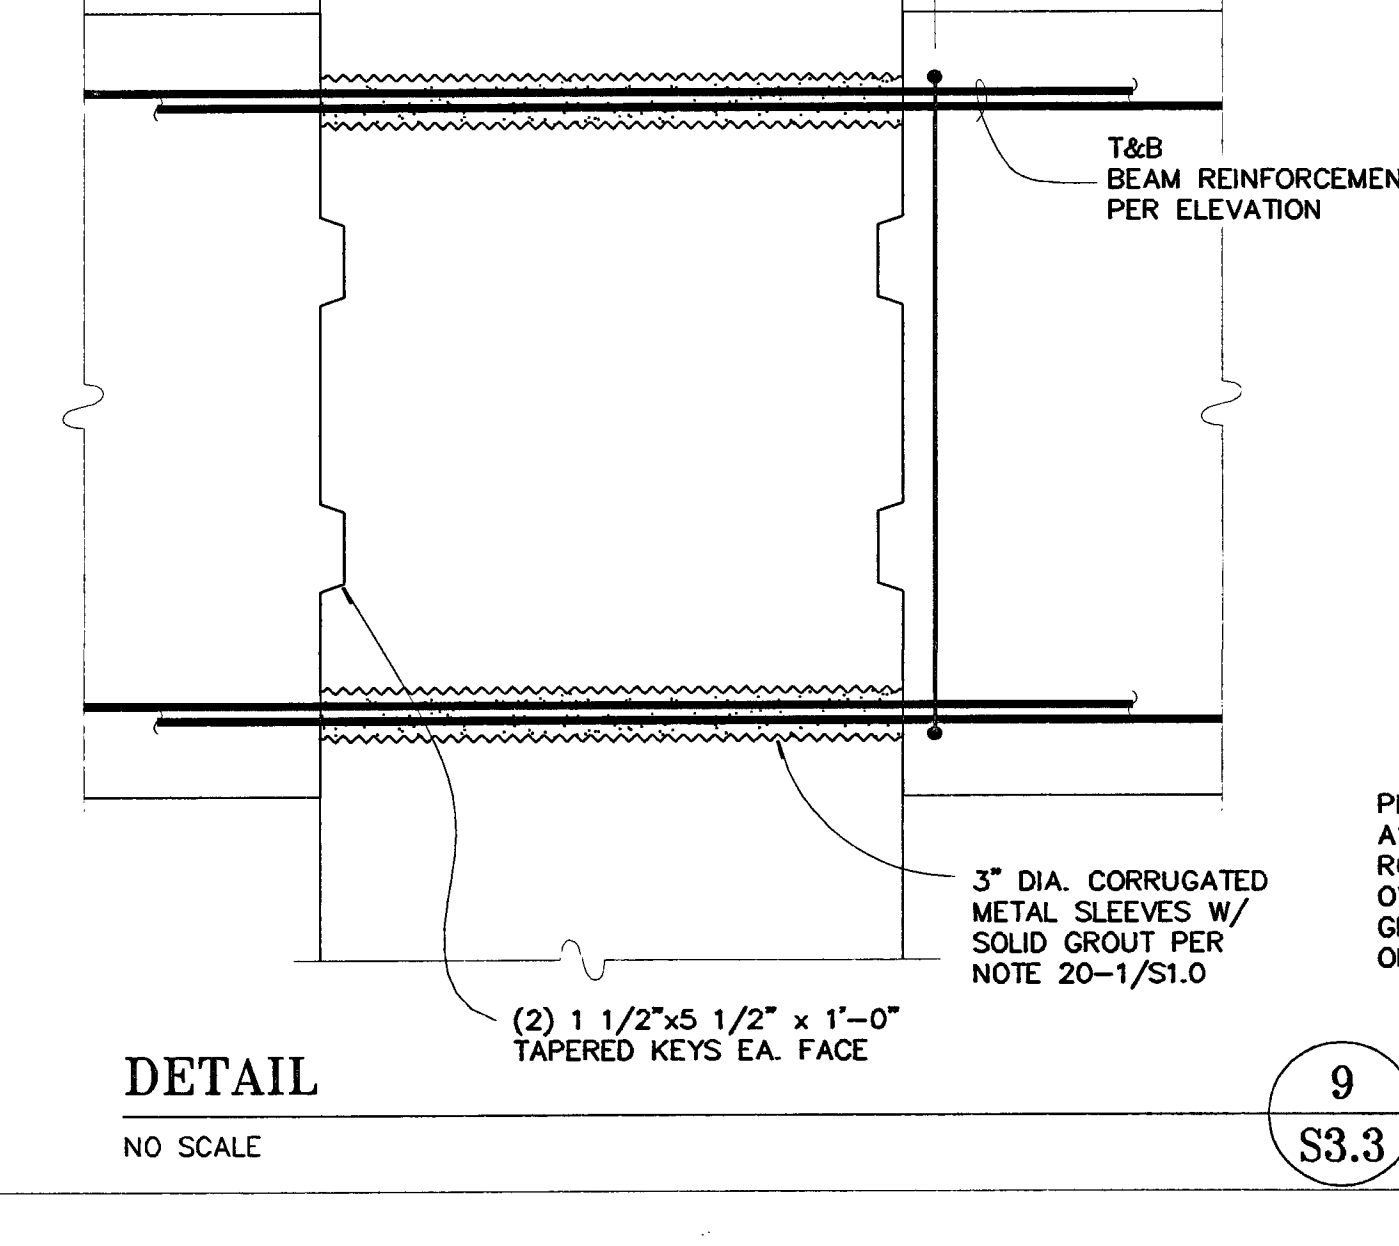 T&B
BEAM REINFORCEMEN
PER ELEVATION
3" DIA. CORRUGATED
METAL SLEEVES W/
SOLID GROUT PER
NOTE 20-1/S1.0
(2) 1 1/2"x5 1/2" x 1'-0"
TAPERED KEYS EA. FACE
DETAIL
NO SCALE
9
S3.3